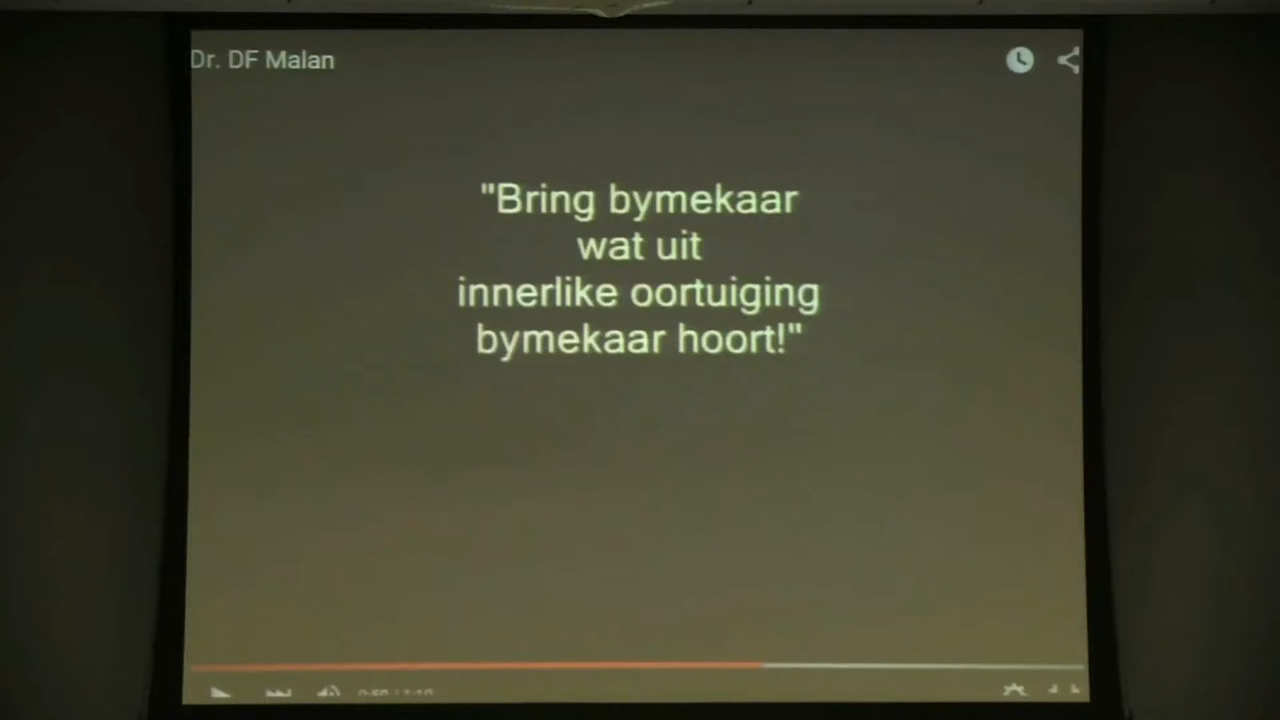 Dr. DF Malan
"Bring bymekaar
wat uit
innerlike oortuiging
bymekaar hoort!"